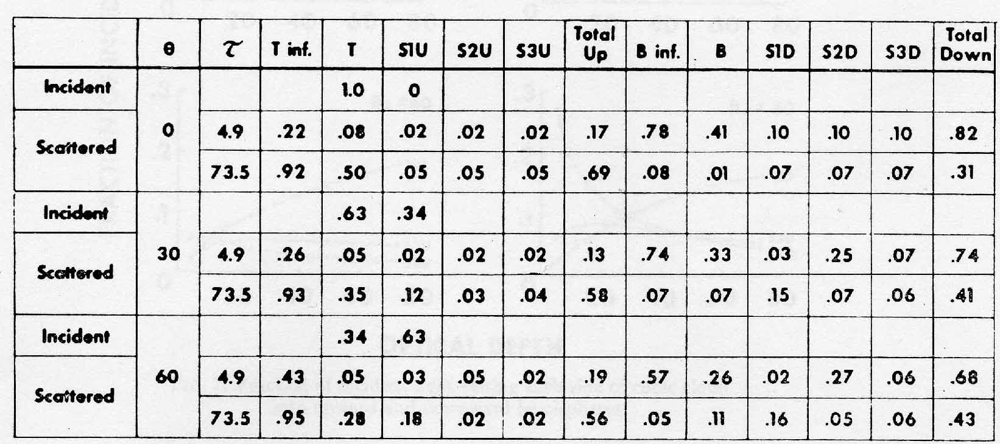 θ τ T inf. T S1U S2U S3U Total Up B inf. B S1D S2D S3D Total Down
Incident 1.0 0
Scattered 0 4.9 .22 .08 .02 .02 .02 .17 .78 .41 .10 .10 .10 .82
73.5 .92 .50 .05 .05 .05 .69 .08 .01 .07 .07 .07 .31
Incident .63 .34
Scattered 30 4.9 .26 .05 .02 .02 .02 .13 .74 .33 .03 .25 .07 .74
73.5 .93 .35 .12 .03 .04 .58 .07 .07 .15 .07 .06 .41
Incident .34 .63
Scattered 60 4.9 .43 .05 .03 .05 .02 .19 .57 .26 .02 .27 .06 .68
73.5 .95 .28 .18 .02 .02 .56 .05 .11 .16 .05 .06 .43